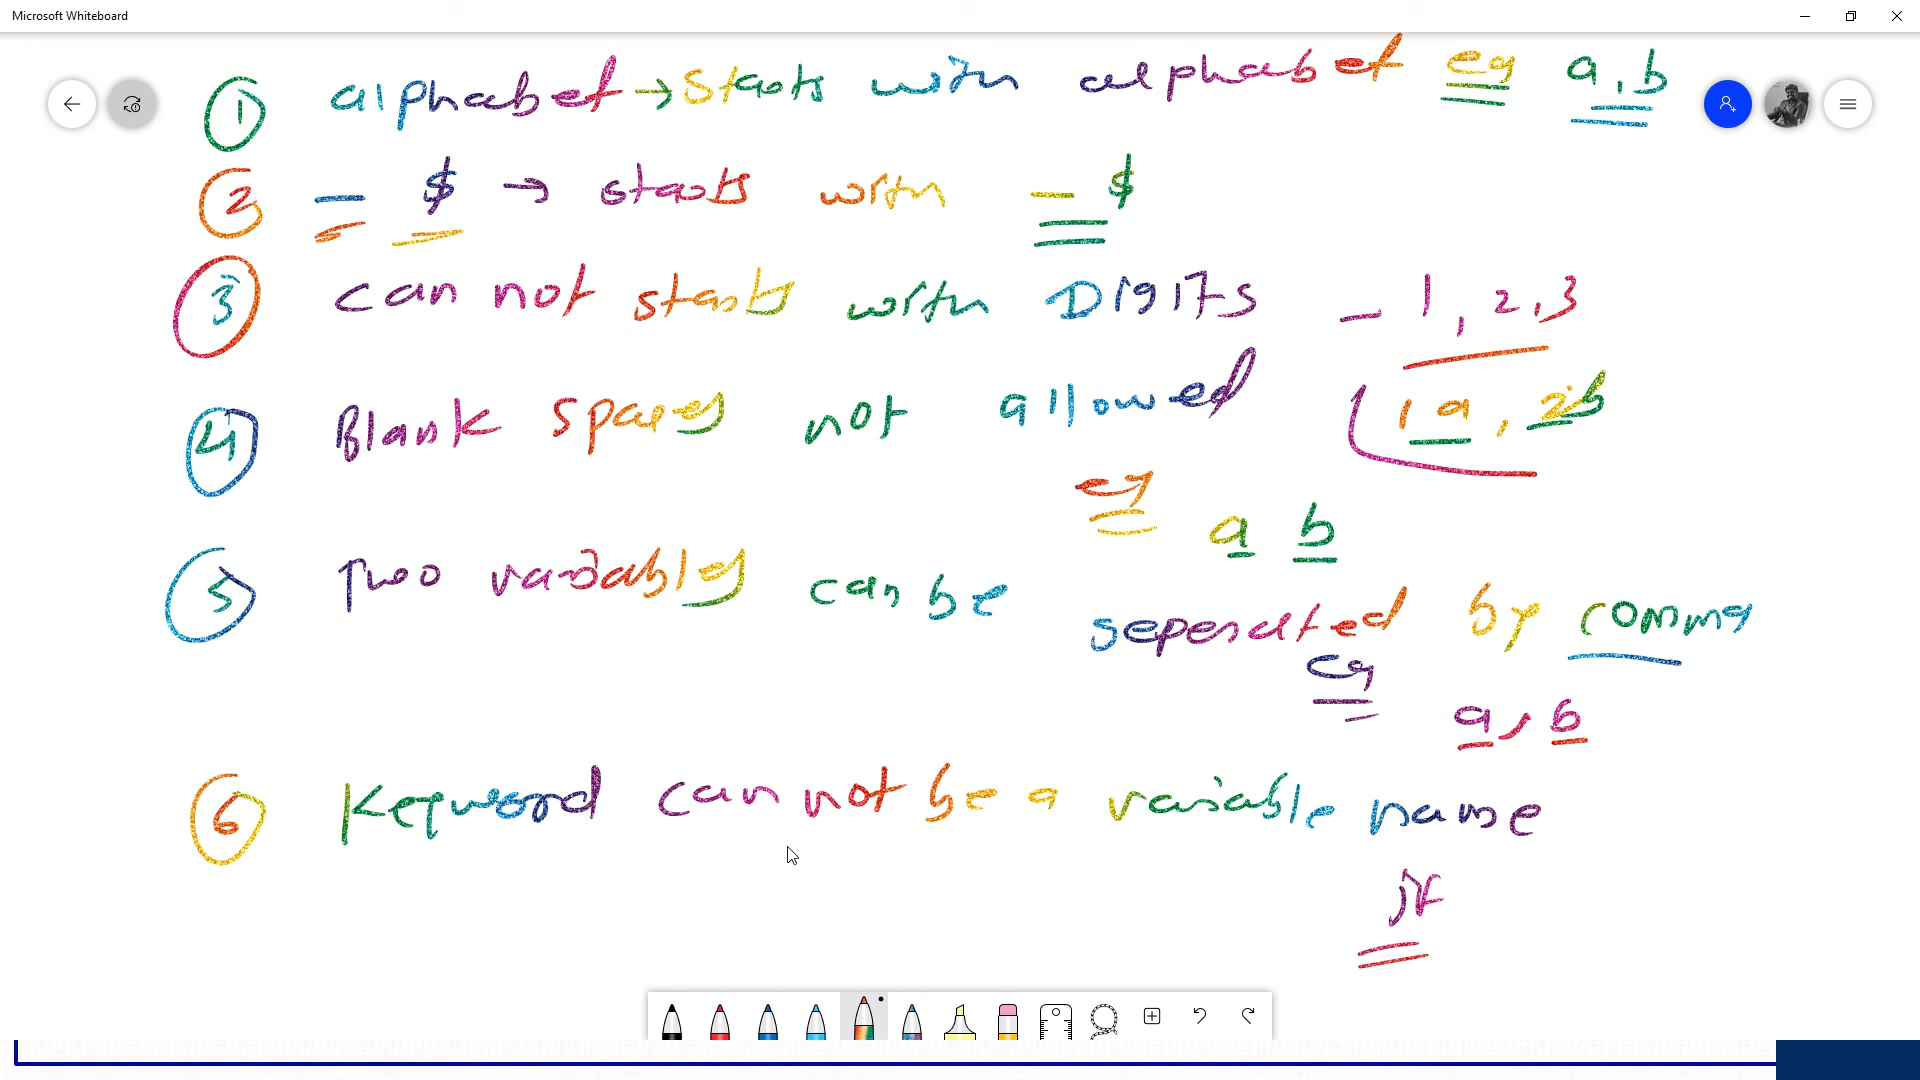 Microsoft Whiteboard
① alphabet → starts with alphabet eg a, b
② _ $ → starts with _ $
③ can not starts with Digits - 1, 2, 3
④ Blank spaces not allowed 1a, 2b
eg a b
⑤ Two variables can be seperated by comma
eg a, b
⑥ Keyword can not be a variable name
if